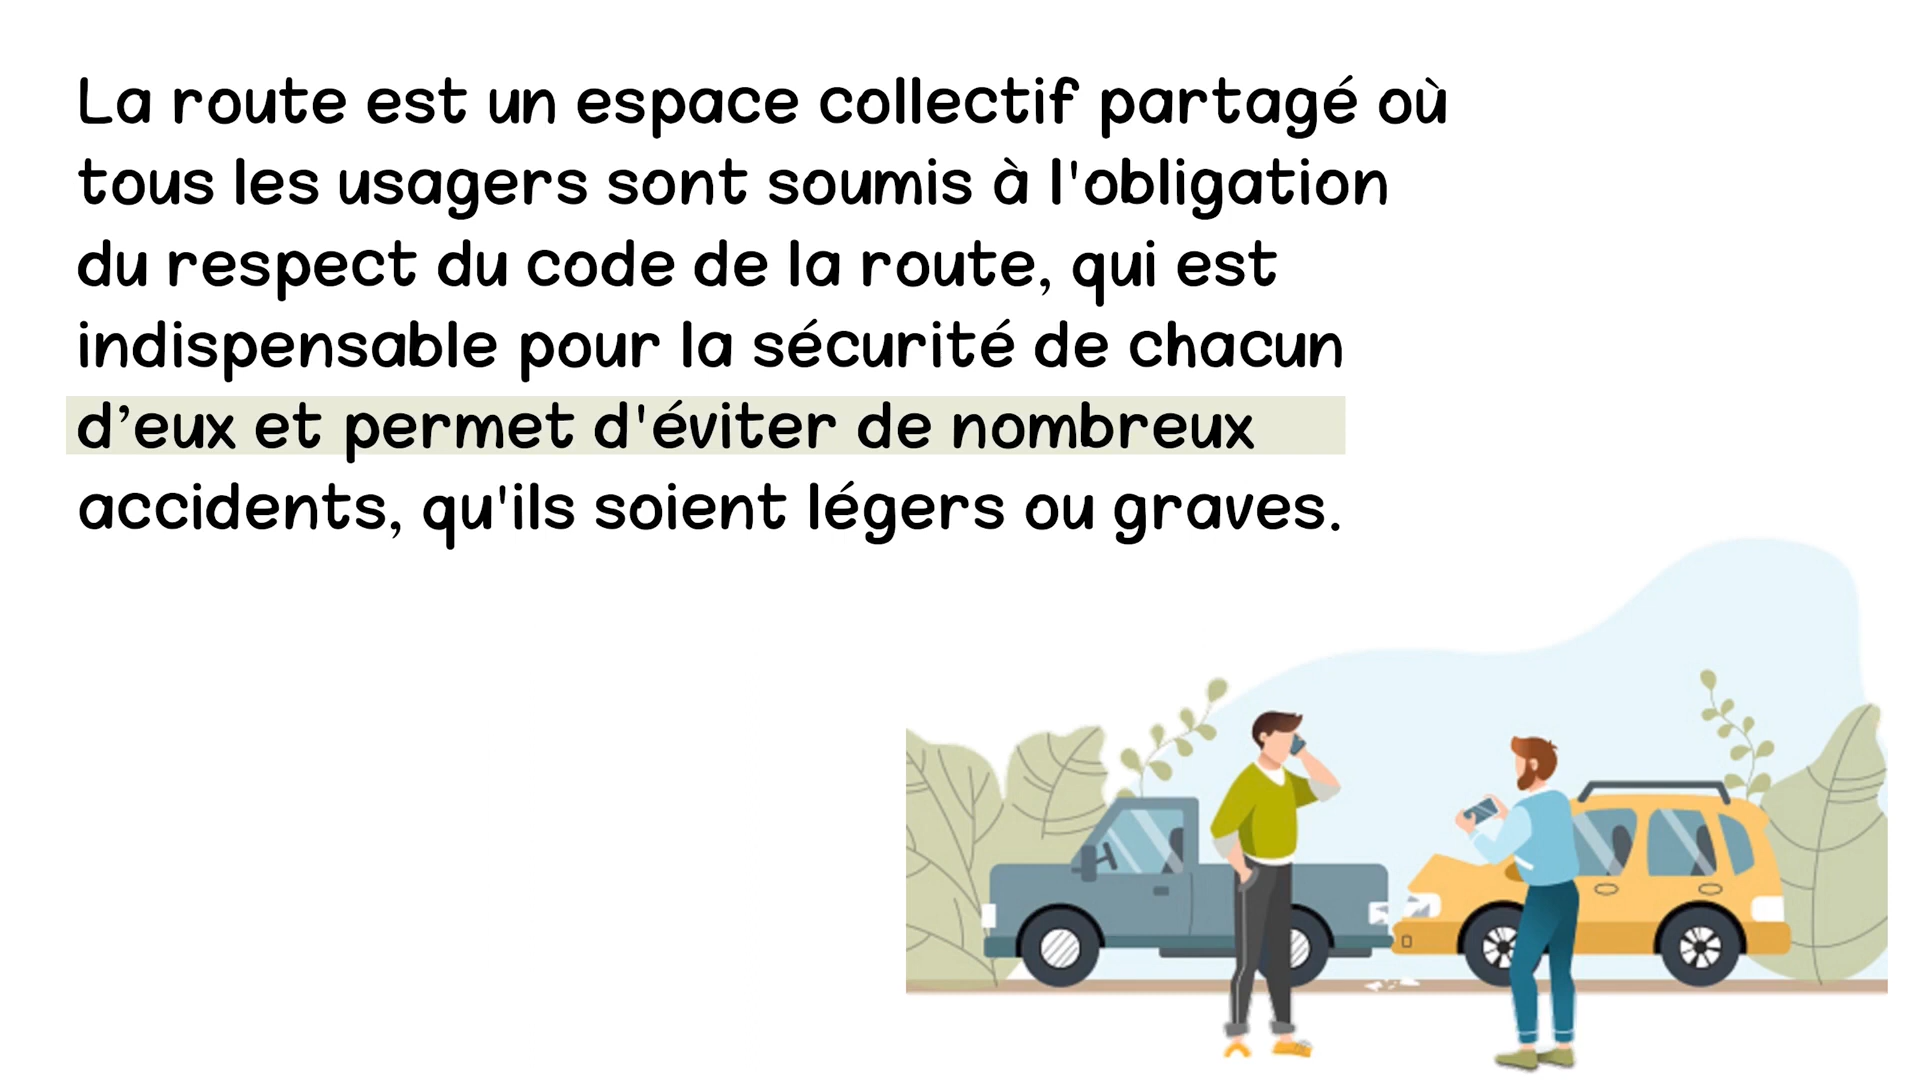 La route est un espace collectif partagé où
tous les usagers sont soumis à l'obligation
du respect du code de la route, qui est
indispensable pour la sécurité de chacun
d’eux et permet d'éviter de nombreux
accidents, qu'ils soient légers ou graves.